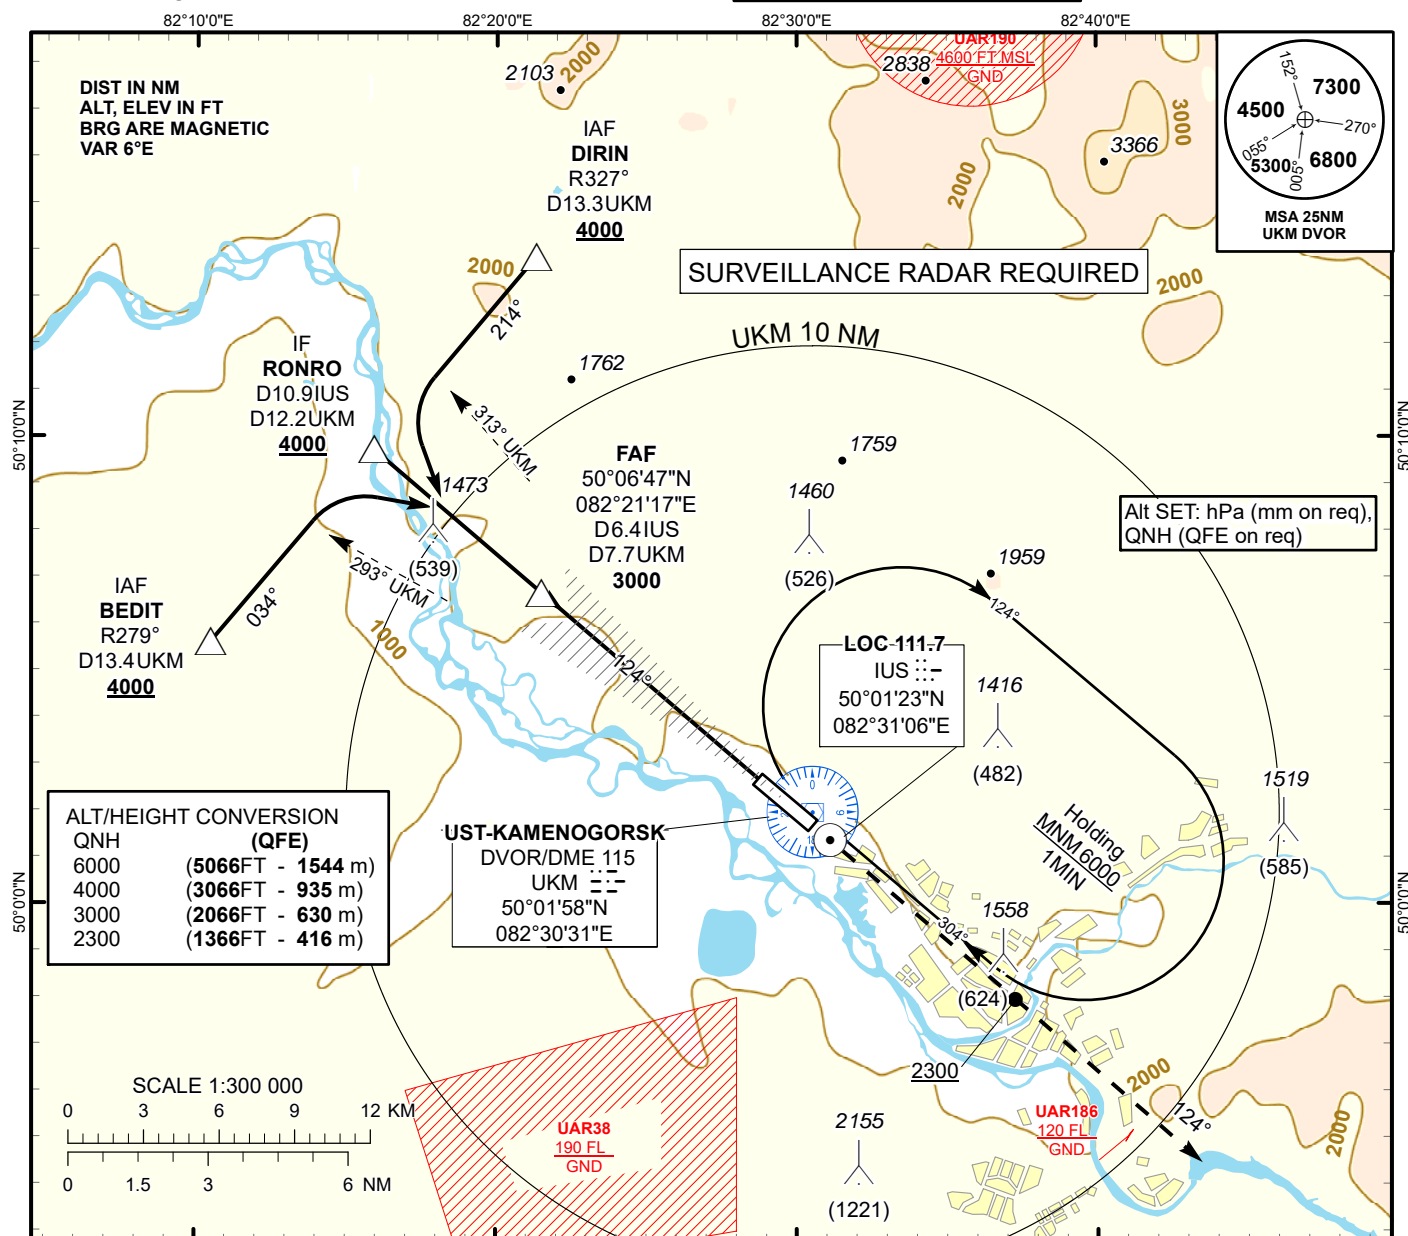 82°10'0"E
82°20'0"E
82°30'0"E
82°40'0"E
DIST IN NM
ALT, ELEV IN FT
BRG ARE MAGNETIC
VAR 6°E
2103
2000
IAF
DIRIN
R327°
D13.3UKM
4000
UAR190
4600 FT MSL
GND
2838
3000
3366
2000
152°
7300
4500
270°
055°
5300
005°
6800
MSA 25NM
UKM DVOR
SURVEILLANCE RADAR REQUIRED
2000
2000
214°
UKM 10 NM
IF
RONRO
D10.9IUS
D12.2UKM
4000
1762
313° UKM
50°10'0"N
50°10'0"N
1759
1460
(526)
FAF
50°06'47"N
082°21'17"E
D6.4IUS
D7.7UKM
3000
1473
(539)
Alt SET: hPa (mm on req),
QNH (QFE on req)
1959
124°
293° UKM
IAF
BEDIT
R279°
D13.4UKM
4000
034°
1000
124°
LOC 111.7
IUS
50°01'23"N
082°31'06"E
1416
(482)
1519
(585)
0
9
18
ALT/HEIGHT CONVERSION
QNH (QFE)
6000 (5066FT - 1544 m)
4000 (3066FT - 935 m)
3000 (2066FT - 630 m)
2300 (1366FT - 416 m)
UST-KAMENOGORSK
DVOR/DME 115
UKM
50°01'58"N
082°30'31"E
Holding
MNM 6000
1MIN
50°0'0"N
50°0'0"N
1558
304°
(624)
2300
2000
SCALE 1:300 000
0 3 6 9 12 KM
0 1.5 3 6 NM
UAR38
190 FL
GND
2155
(1221)
UAR186
120 FL
GND
124°
2000